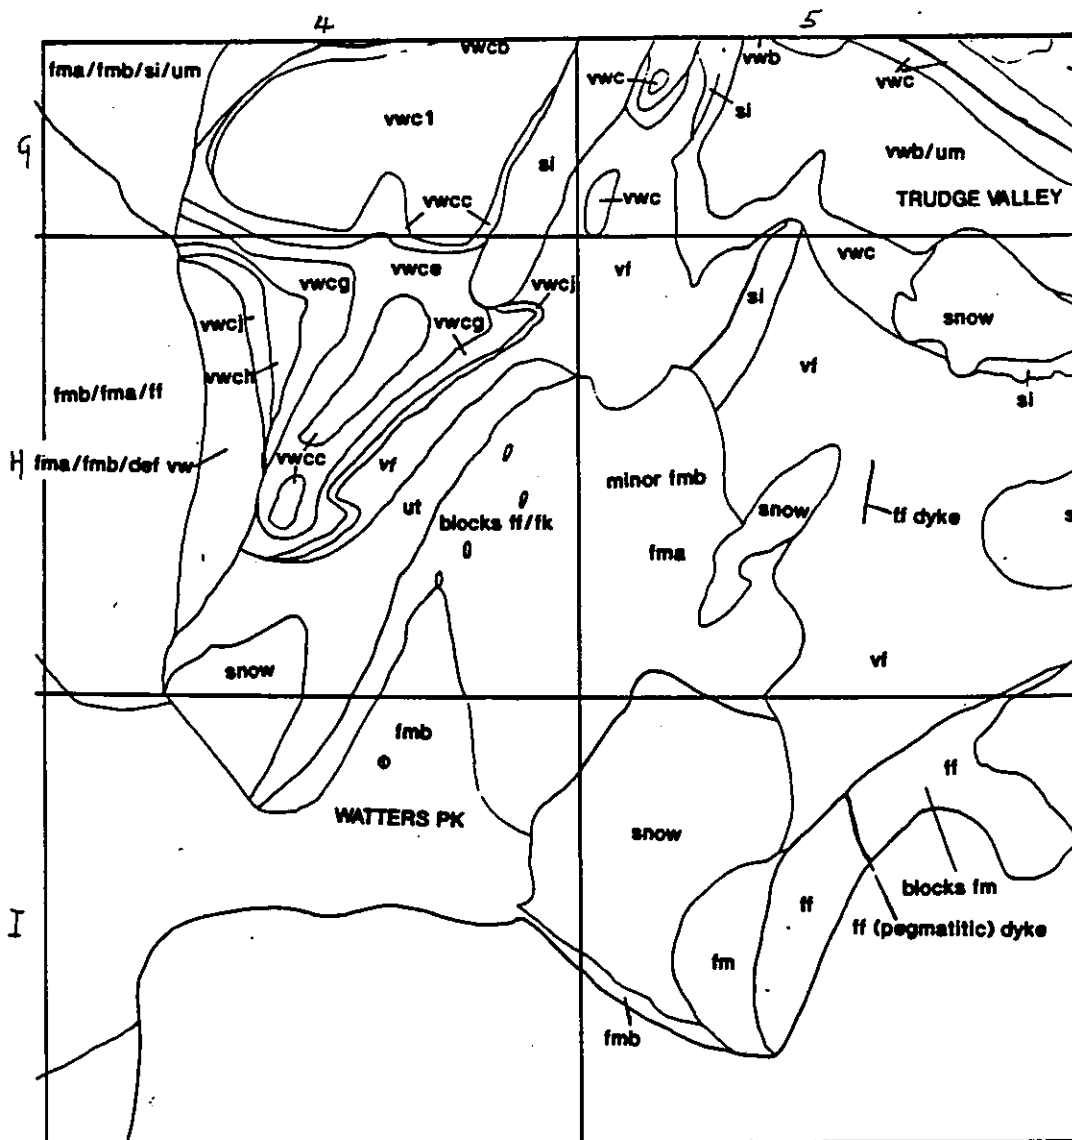 4
5
fma/fmb/si/um
vwcb
vwc1
vwcc
si
vwc
vwc
si
vwb
vwc
vwb/um
TRUDGE VALLEY
G
vwce
vwcg
vwcj
vwch
vwcg
vwcj
vf
si
vwc
snow
si
vf
fmb/fma/ff
H
fma/fmb/def vw
vwcc
vf
ut
blocks ff/fk
minor fmb
fma
snow
ff dyke
s
snow
vf
fmb
WATTERS PK
snow
ff
blocks fm
ff
ff (pegmatitic) dyke
I
fm
fmb